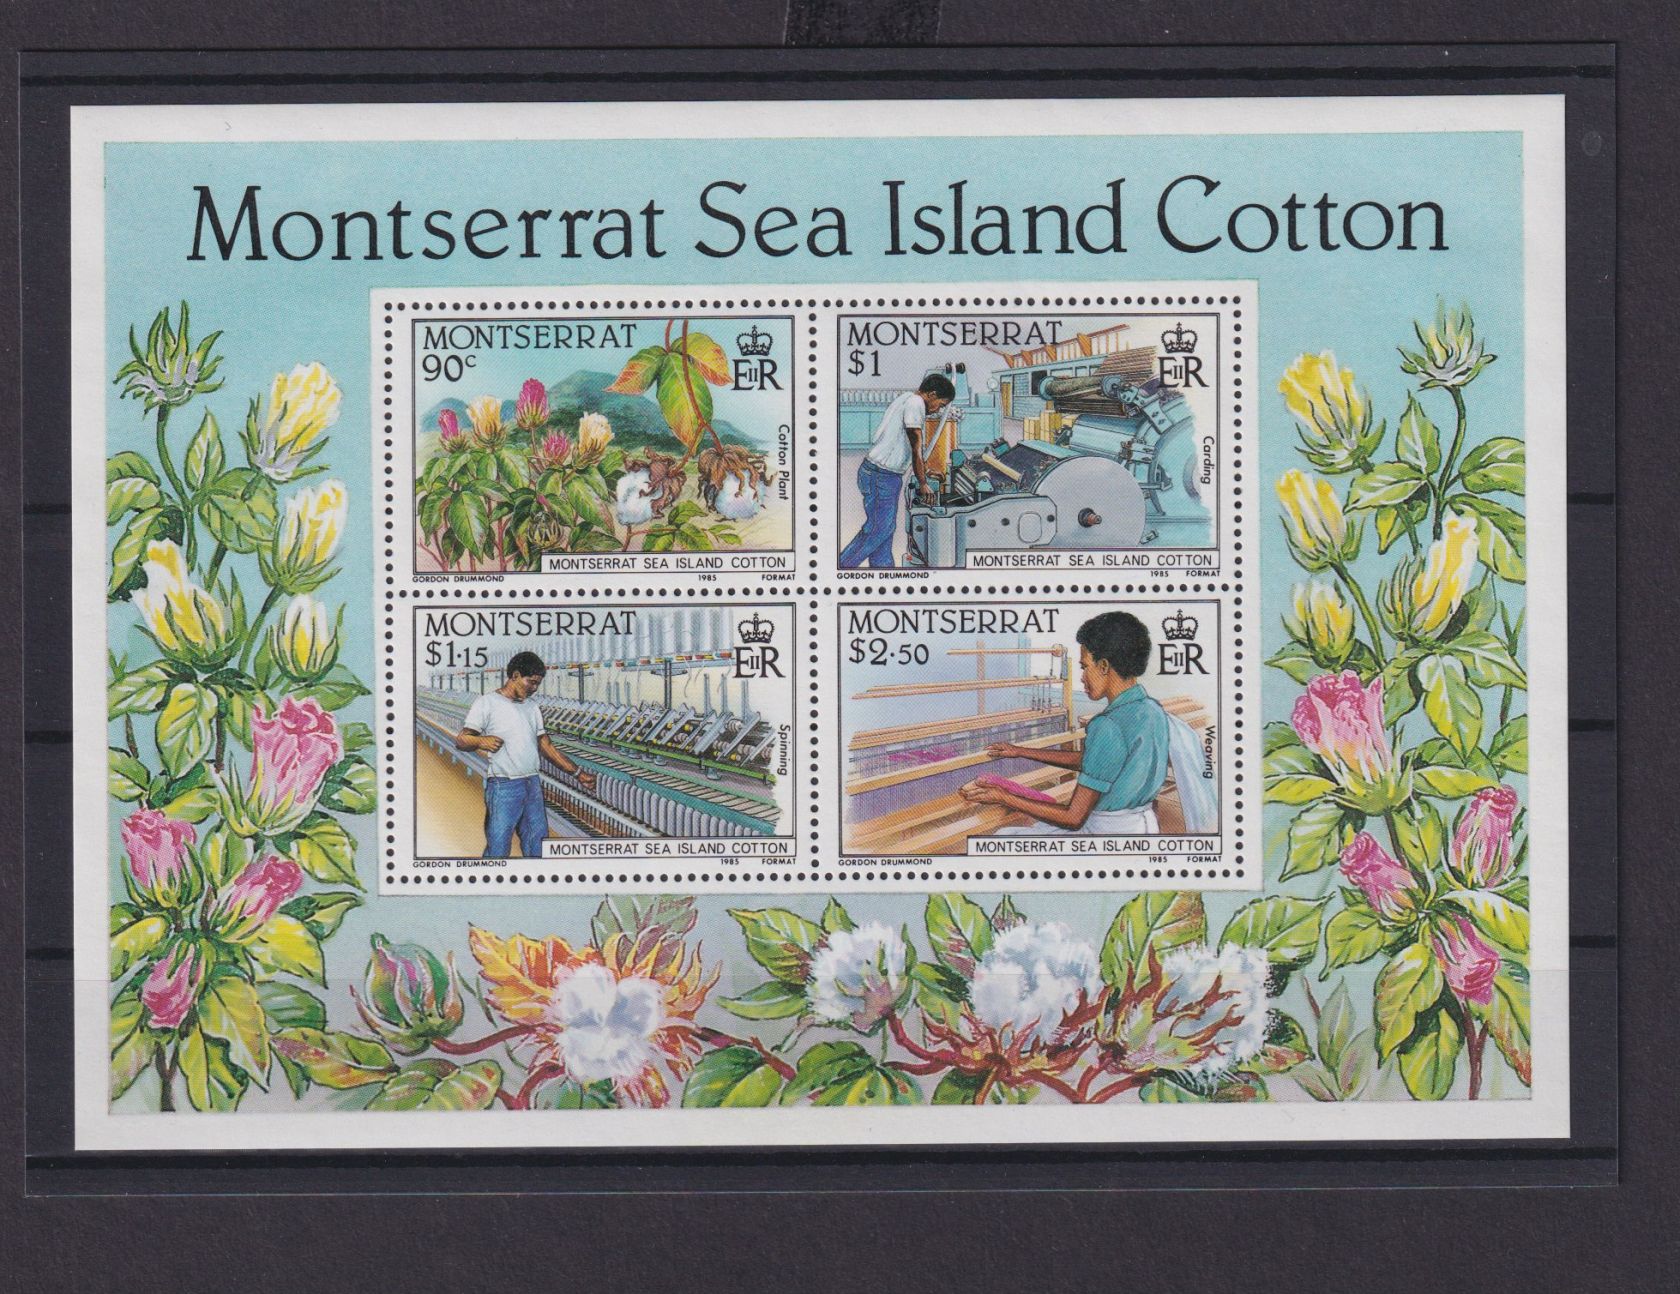 Montserrat Sea Island Cotton
MONTSERRAT
90c
EIIR
Cotton Plant
MONTSERRAT SEA ISLAND COTTON
GORDON DRUMMOND 1985 FORMAT
MONTSERRAT
$1
EIIR
Carding
MONTSERRAT SEA ISLAND COTTON
GORDON DRUMMOND 1985 FORMAT
MONTSERRAT
$1·15
EIIR
Spinning
MONTSERRAT SEA ISLAND COTTON
GORDON DRUMMOND 1985 FORMAT
MONTSERRAT
$2·50
EIIR
Weaving
MONTSERRAT SEA ISLAND COTTON
GORDON DRUMMOND 1985 FORMAT